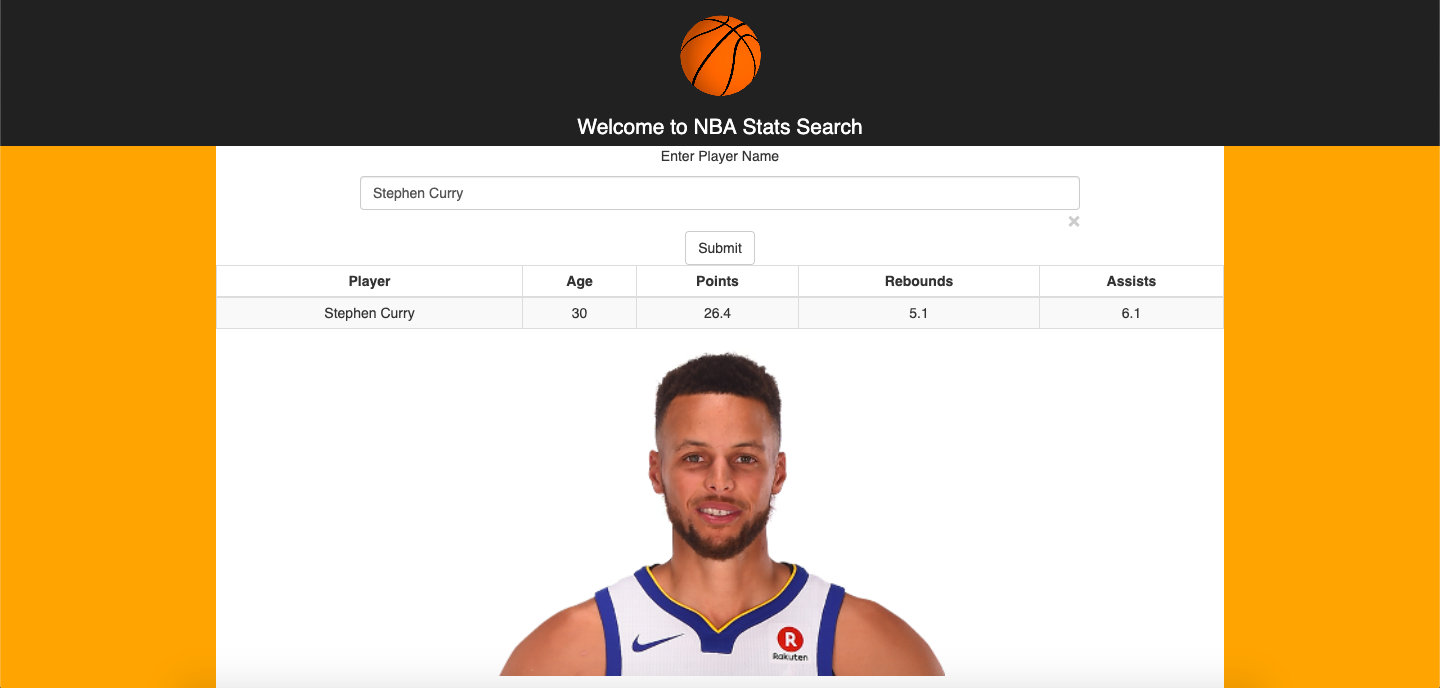 Welcome to NBA Stats Search
Enter Player Name
Stephen Curry
×
Submit
Player Age Points Rebounds Assists
Stephen Curry 30 26.4 5.1 6.1
R
Rakuten